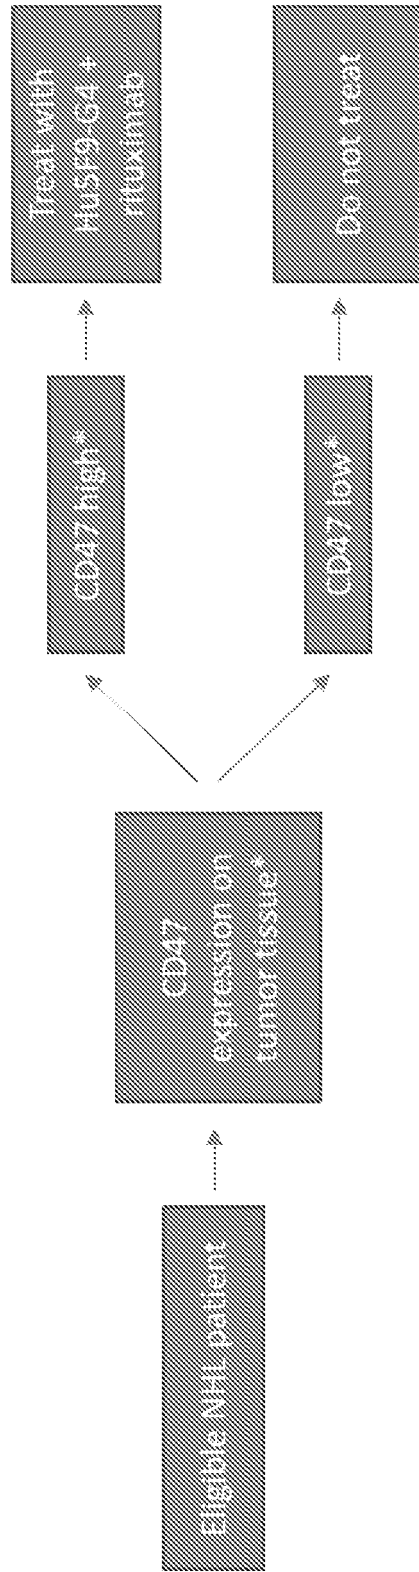 Eligible NHL patient
CD47
expression on
tumor tissue*
CD47 high*
Treat with
Hu5F9-G4 +
rituximab
CD47 low*
Do not treat